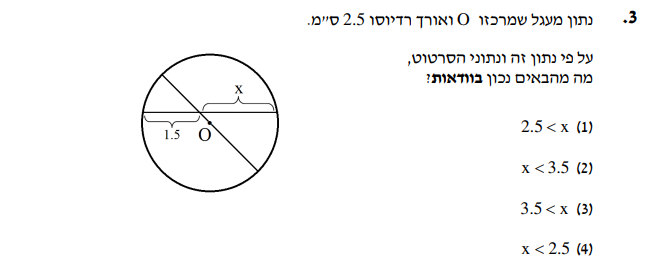 3. נתון מעגל שמרכזו O ואורך רדיוסו 2.5 ס"מ.
על פי נתון זה ונתוני הסרטוט,
מה מהבאים נכון בוודאות?
(1) 2.5 < x
(2) x < 3.5
(3) 3.5 < x
(4) x < 2.5
x
1.5
O